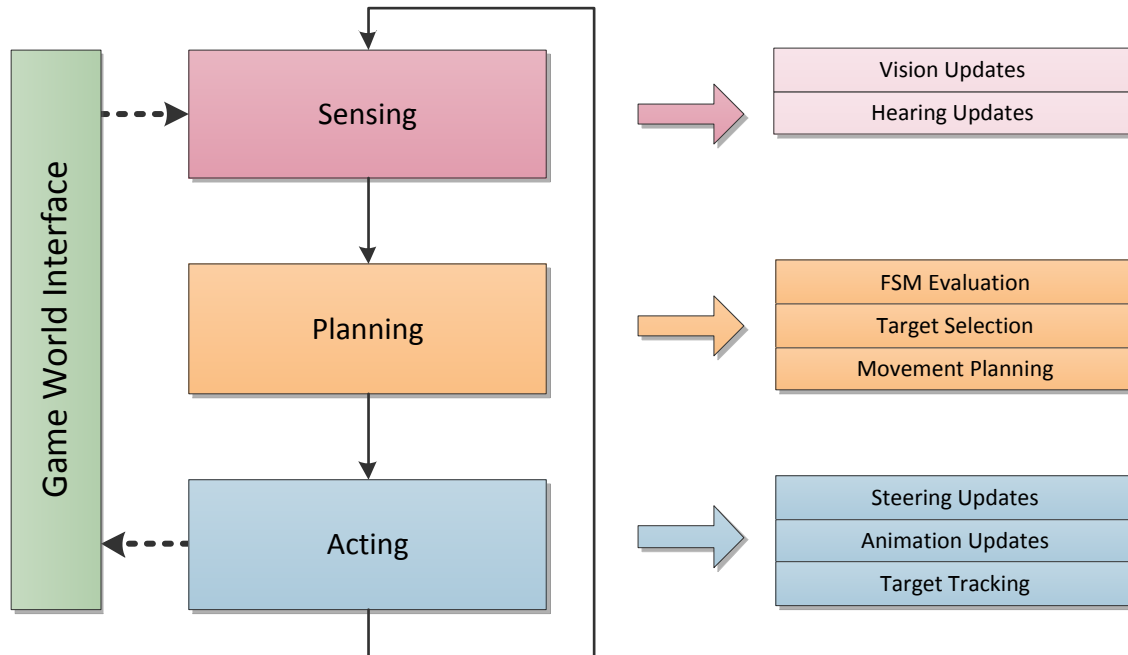 Game World Interface
Sensing
Planning
Acting
Vision Updates
Hearing Updates
FSM Evaluation
Target Selection
Movement Planning
Steering Updates
Animation Updates
Target Tracking